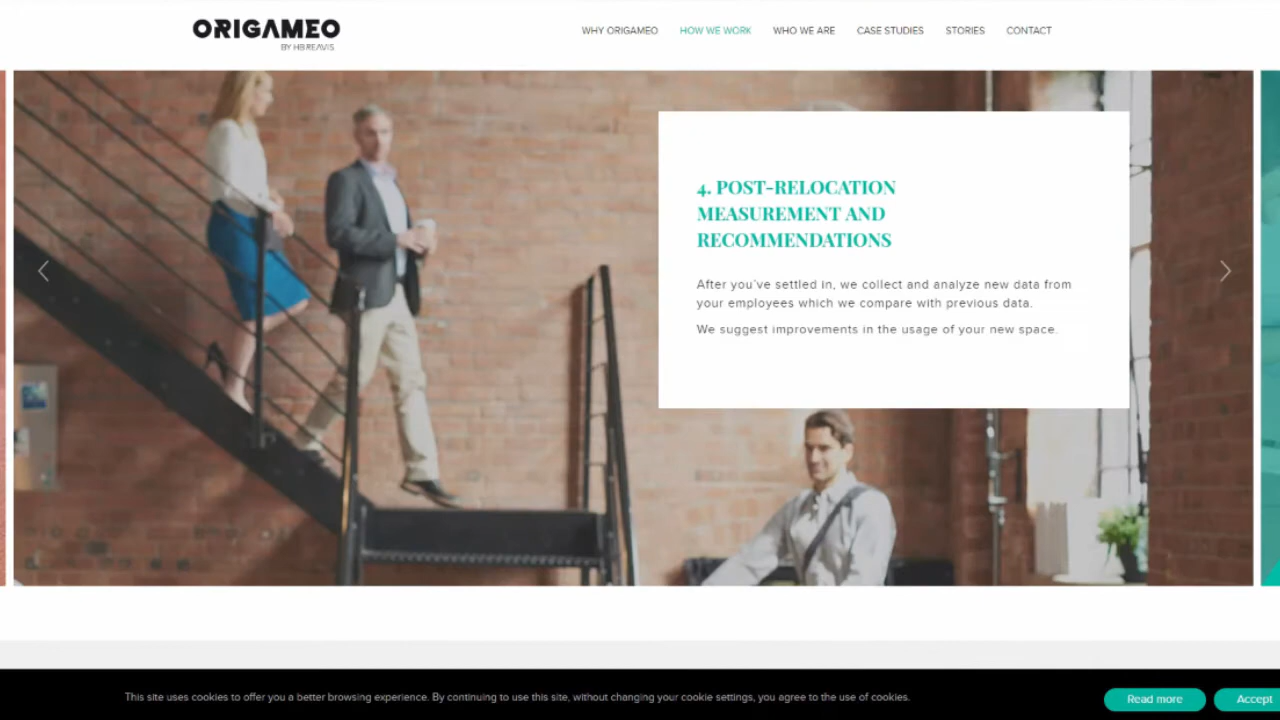 ORIGAMEO
BY HB REAVIS
WHY ORIGAMEO HOW WE WORK WHO WE ARE CASE STUDIES STORIES CONTACT
4. POST-RELOCATION
MEASUREMENT AND
RECOMMENDATIONS
After you've settled in, we collect and analyze new data from
your employees which we compare with previous data.
We suggest improvements in the usage of your new space.
This site uses cookies to offer you a better browsing experience. By continuing to use this site, without changing your cookie settings, you agree to the use of cookies.
Read more Accept